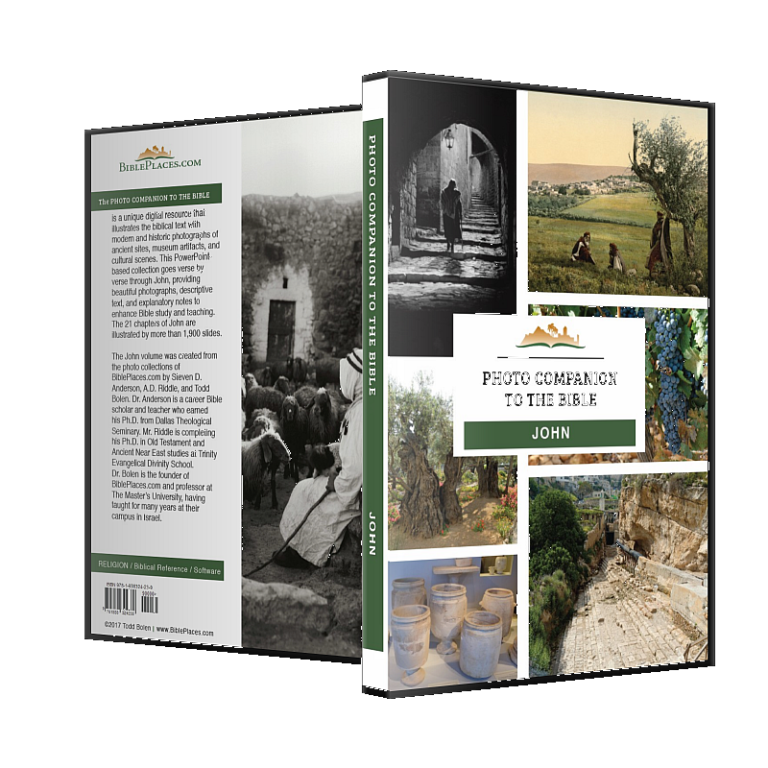 BIBLEPLACES.COM
The PHOTO COMPANION TO THE BIBLE
is a unique digital resource that
illustrates the biblical text with
modern and historic photographs of
ancient sites, museum artifacts, and
cultural scenes. This PowerPoint-
based collection goes verse by
verse through John, providing
beautiful photographs, descriptive
text, and explanatory notes to
enhance Bible study and teaching.
The 21 chapters of John are
illustrated by more than 1,900 slides.
The John volume was created from
the photo collections of
BiblePlaces.com by Steven D.
Anderson, A.D. Riddle, and Todd
Bolen. Dr. Anderson is a career Bible
scholar and teacher who earned
his Ph.D. from Dallas Theological
Seminary. Mr. Riddle is completing
his Ph.D. in Old Testament and
Ancient Near East studies at Trinity
Evangelical Divinity School.
Dr. Bolen is the founder of
BiblePlaces.com and professor at
The Master's University, having
taught for many years at their
campus in Israel.
RELIGION / Biblical Reference / Software
©2017 Todd Bolen | www.BiblePlaces.com
PHOTO COMPANION TO THE BIBLE
JOHN
PHOTO COMPANION
TO THE BIBLE
JOHN